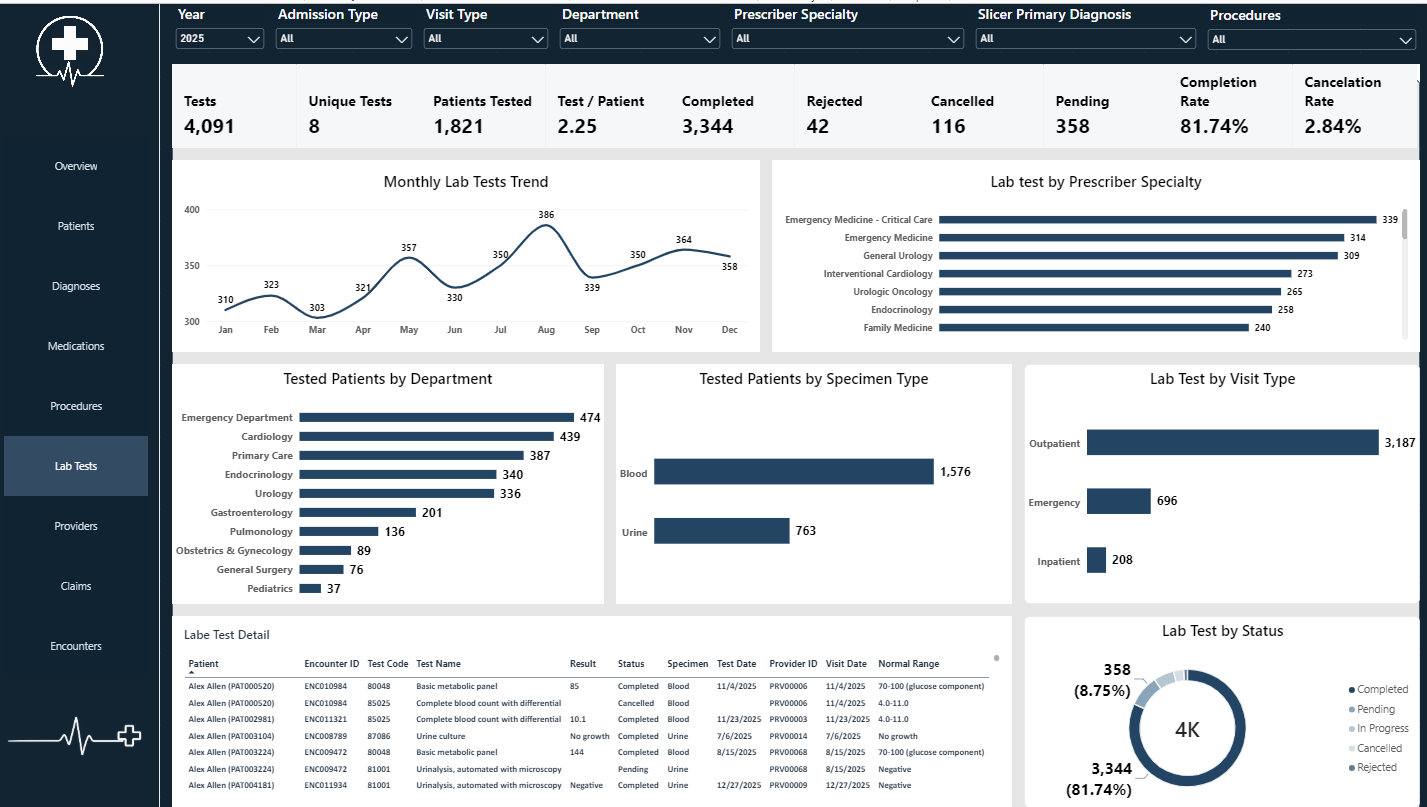 Year
Admission Type
Visit Type
Department
Prescriber Specialty
Slicer Primary Diagnosis
Procedures
2025
All
All
All
All
All
All
Overview
Patients
Diagnoses
Medications
Procedures
Lab Tests
Providers
Claims
Encounters
Tests
4,091
Unique Tests
8
Patients Tested
1,821
Test / Patient
2.25
Completed
3,344
Rejected
42
Cancelled
116
Pending
358
Completion
Rate
81.74%
Cancelation
Rate
2.84%
Monthly Lab Tests Trend
400
350
300
310
323
303
321
357
330
350
386
339
350
364
358
Jan Feb Mar Apr May Jun Jul Aug Sep Oct Nov Dec
Lab test by Prescriber Specialty
Emergency Medicine - Critical Care 339
Emergency Medicine 314
General Urology 309
Interventional Cardiology 273
Urologic Oncology 265
Endocrinology 258
Family Medicine 240
Tested Patients by Department
Emergency Department 474
Cardiology 439
Primary Care 387
Endocrinology 340
Urology 336
Gastroenterology 201
Pulmonology 136
Obstetrics & Gynecology 89
General Surgery 76
Pediatrics 37
Tested Patients by Specimen Type
Blood 1,576
Urine 763
Lab Test by Visit Type
Outpatient 3,187
Emergency 696
Inpatient 208
Labe Test Detail
Patient Encounter ID Test Code Test Name Result Status Specimen Test Date Provider ID Visit Date Normal Range
Alex Allen (PAT000520) ENC010984 80048 Basic metabolic panel 85 Completed Blood 11/4/2025 PRV00006 11/4/2025 70-100 (glucose component)
Alex Allen (PAT000520) ENC010984 85025 Complete blood count with differential Cancelled Blood PRV00006 11/4/2025 4.0-11.0
Alex Allen (PAT002981) ENC011321 85025 Complete blood count with differential 10.1 Completed Blood 11/23/2025 PRV00003 11/23/2025 4.0-11.0
Alex Allen (PAT003104) ENC008789 87086 Urine culture No growth Completed Urine 7/6/2025 PRV00014 7/6/2025 No growth
Alex Allen (PAT003224) ENC009472 80048 Basic metabolic panel 144 Completed Blood 8/15/2025 PRV00068 8/15/2025 70-100 (glucose component)
Alex Allen (PAT003224) ENC009472 81001 Urinalysis, automated with microscopy Pending Urine PRV00068 8/15/2025 Negative
Alex Allen (PAT004181) ENC011934 81001 Urinalysis, automated with microscopy Negative Completed Urine 12/27/2025 PRV00009 12/27/2025 Negative
Lab Test by Status
358
(8.75%)
4K
3,344
(81.74%)
Completed
Pending
In Progress
Cancelled
Rejected